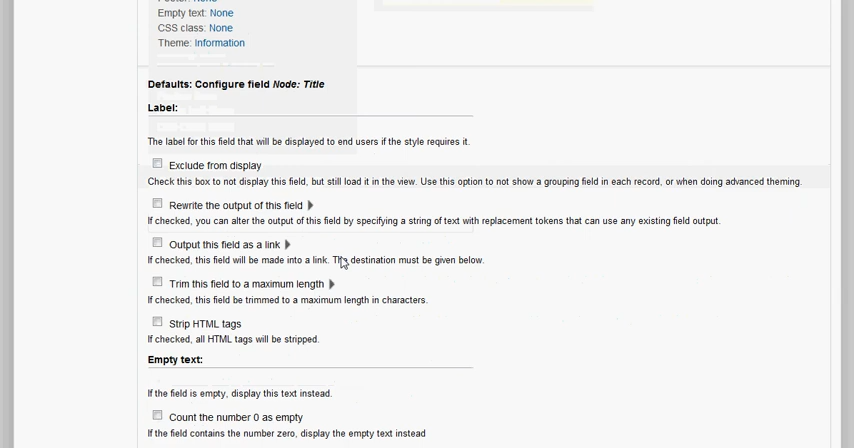 Footer: None
Empty text: None
CSS class: None
Theme: Information
Defaults: Configure field Node: Title
Label:
The label for this field that will be displayed to end users if the style requires it.
Exclude from display
Check this box to not display this field, but still load it in the view. Use this option to not show a grouping field in each record, or when doing advanced theming.
Rewrite the output of this field
If checked, you can alter the output of this field by specifying a string of text with replacement tokens that can use any existing field output.
Output this field as a link
If checked, this field will be made into a link. The destination must be given below.
Trim this field to a maximum length
If checked, this field be trimmed to a maximum length in characters.
Strip HTML tags
If checked, all HTML tags will be stripped.
Empty text:
If the field is empty, display this text instead.
Count the number 0 as empty
If the field contains the number zero, display the empty text instead